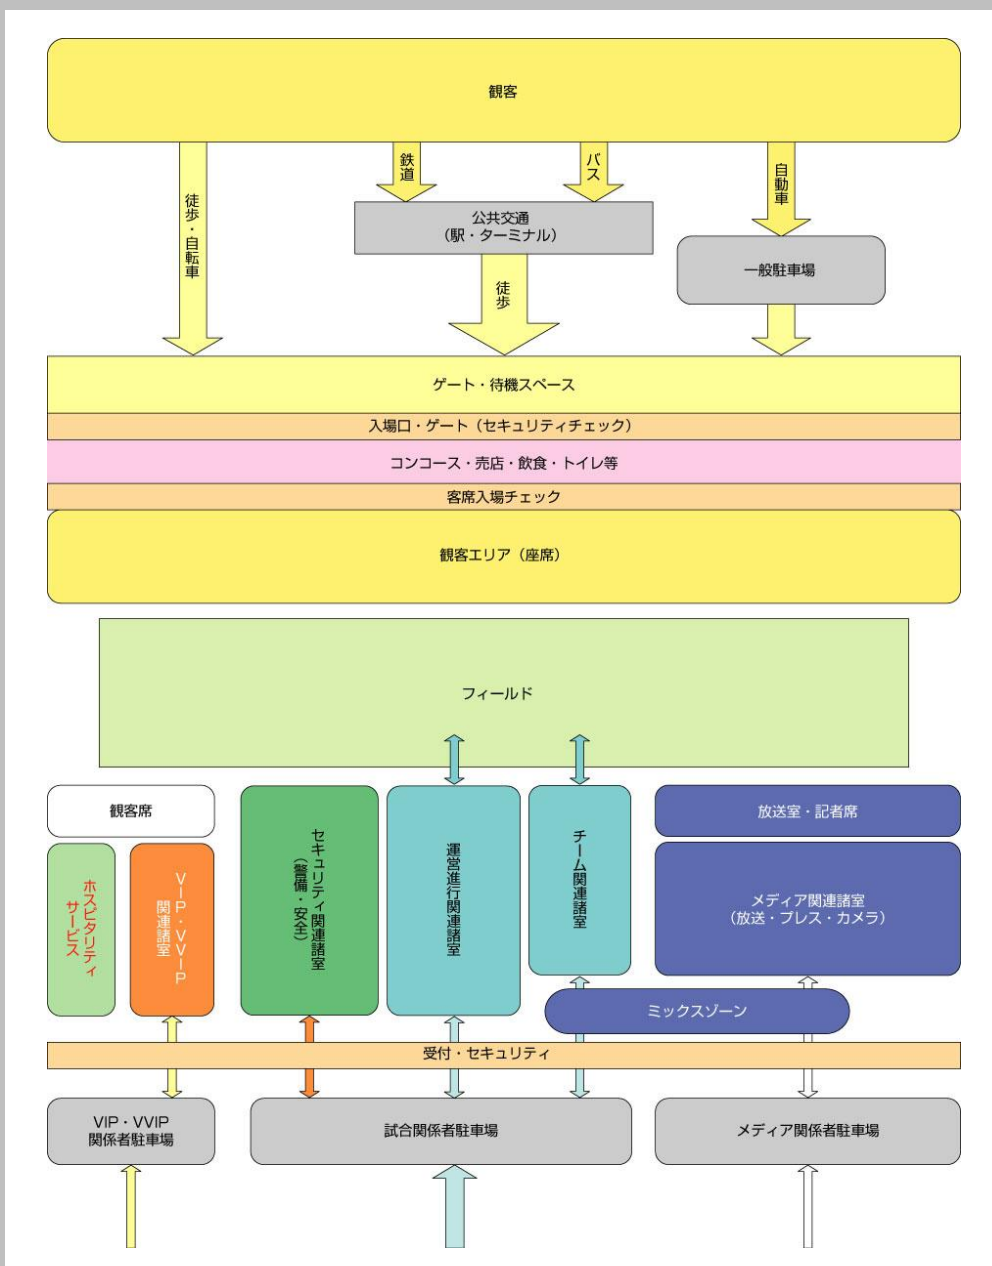 観客
徒歩・自転車
鉄道
バス
自動車
公共交通
（駅・ターミナル）
一般駐車場
徒歩
ゲート・待機スペース
入場口・ゲート（セキュリティチェック）
コンコース・売店・飲食・トイレ等
客席入場チェック
観客エリア（座席）
フィールド
観客席
ホスピタリティ
サービス
ＶＩＰ・ＶＶＩＰ
関連諸室
セキュリティ関連諸室
（警備・安全）
運営進行関連諸室
チーム関連諸室
放送室・記者席
メディア関連諸室
（放送・プレス・カメラ）
ミックスゾーン
受付・セキュリティ
VIP・VVIP
関係者駐車場
試合関係者駐車場
メディア関係者駐車場